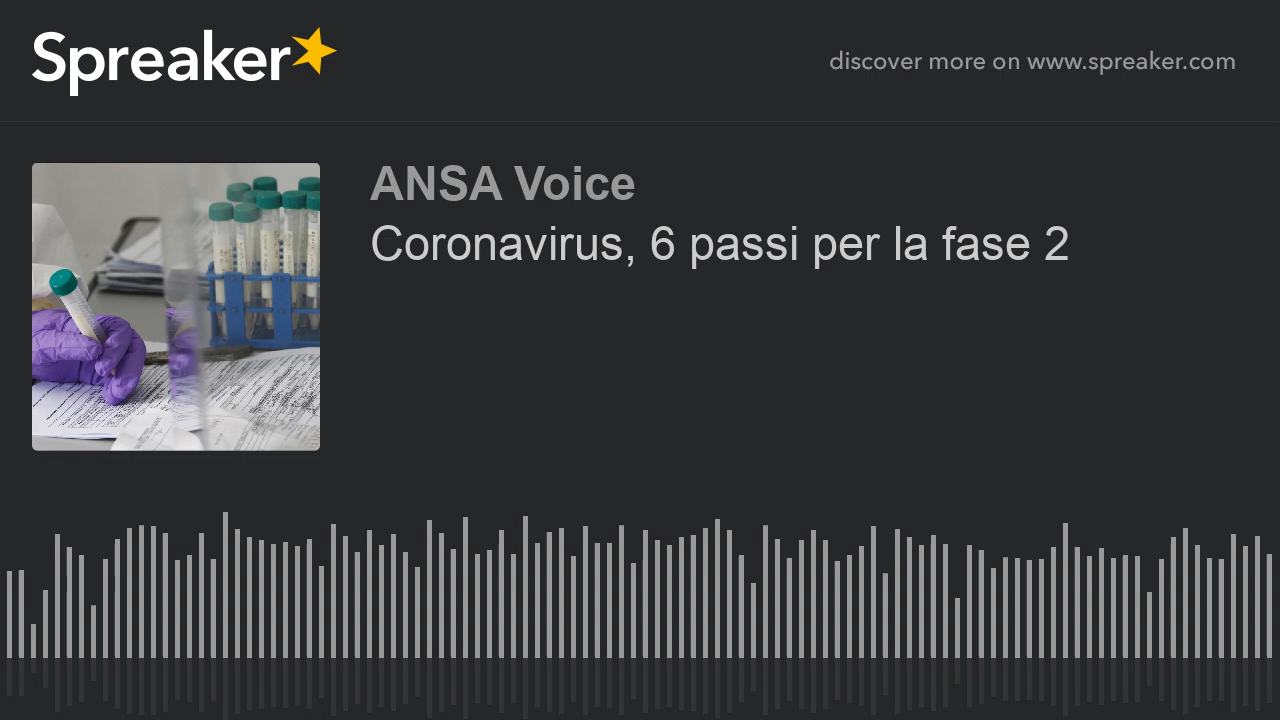 Spreaker
discover more on www.spreaker.com
ANSA Voice
Coronavirus, 6 passi per la fase 2